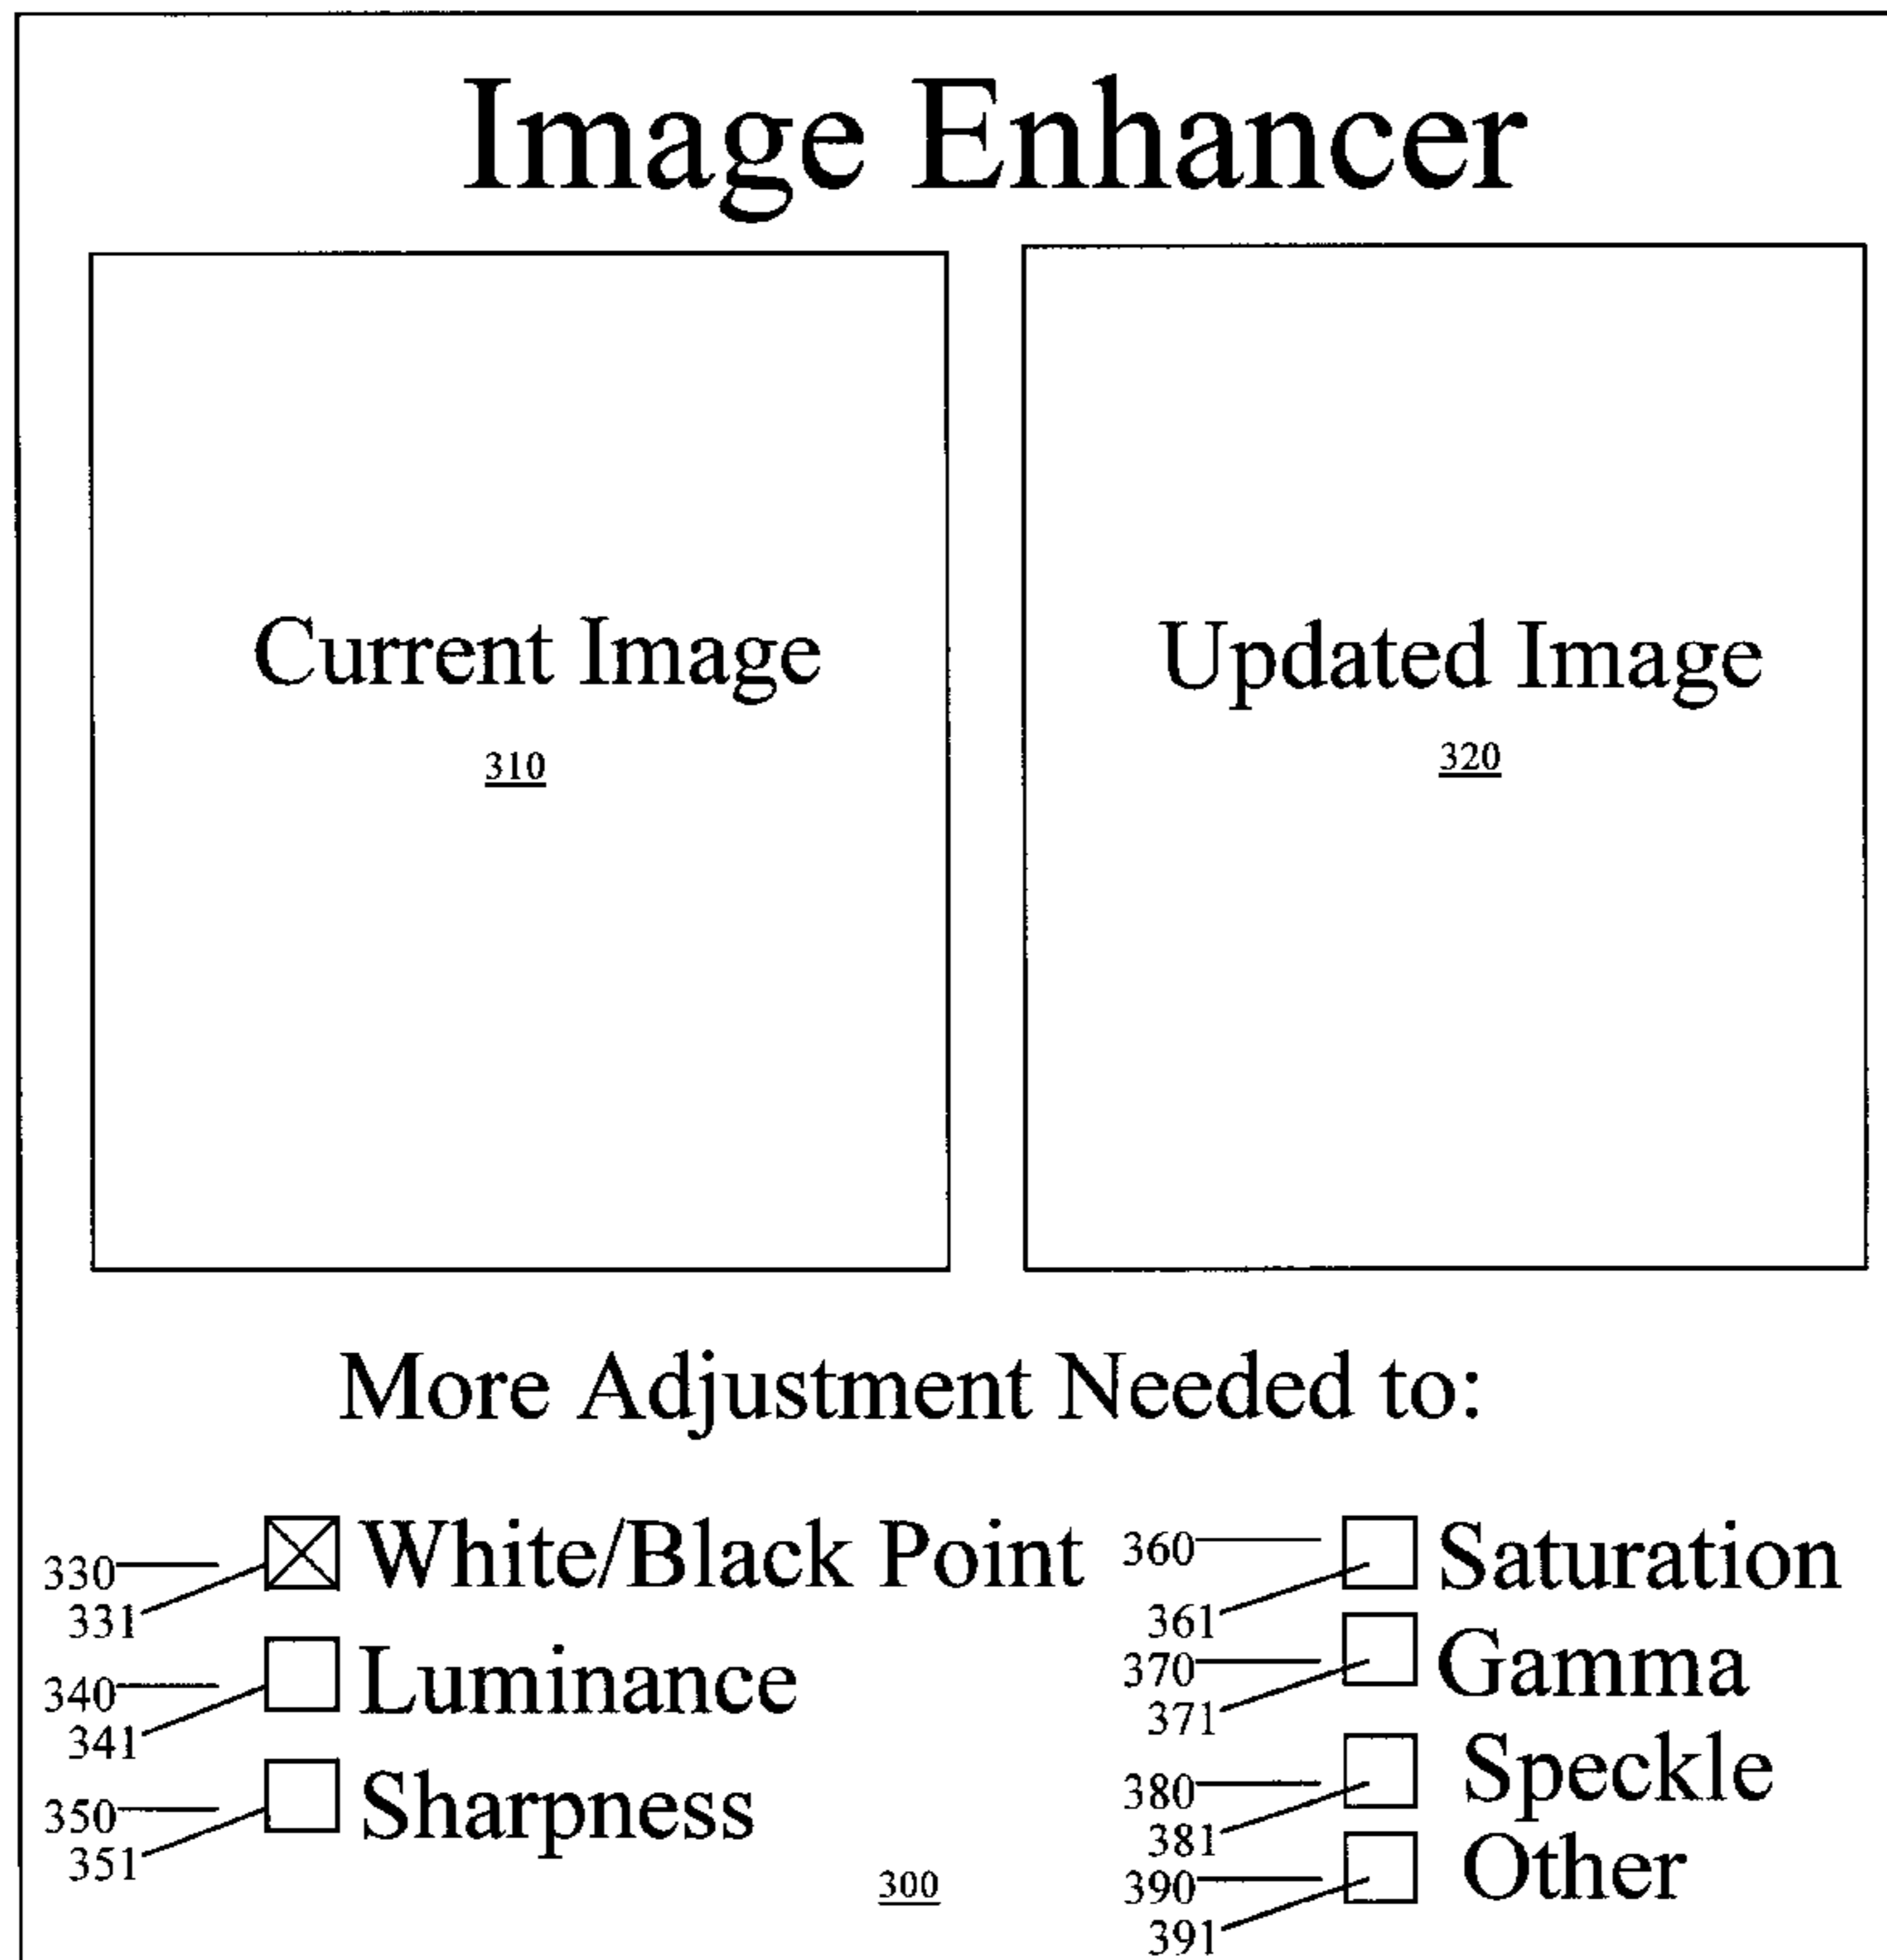 Image Enhancer
Current Image
310
Updated Image
320
More Adjustment Needed to:
330
331
White/Black Point
340
341
Luminance
350
351
Sharpness
300
360
361
Saturation
370
371
Gamma
380
381
Speckle
390
391
Other